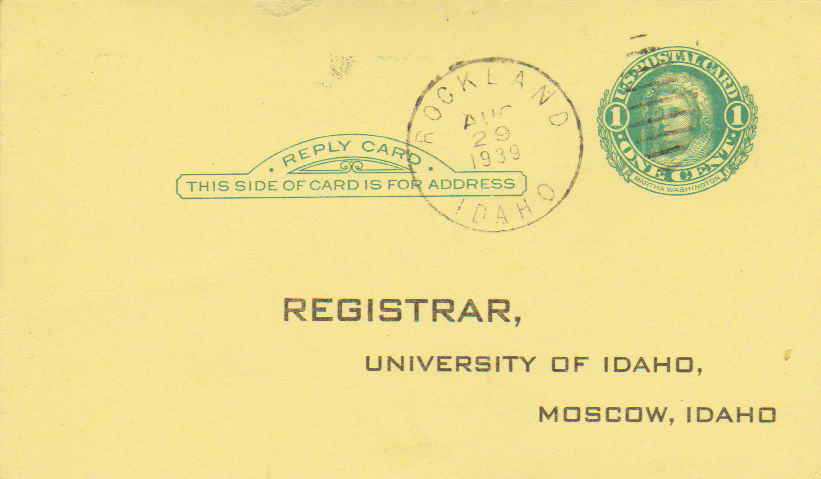 U.S. POSTAL CARD
1 1
· ONE CENT ·
MARTHA WASHINGTON
ROCKLAND
AUG
29
1939
IDAHO
· REPLY CARD ·
THIS SIDE OF CARD IS FOR ADDRESS
REGISTRAR,
UNIVERSITY OF IDAHO,
MOSCOW, IDAHO